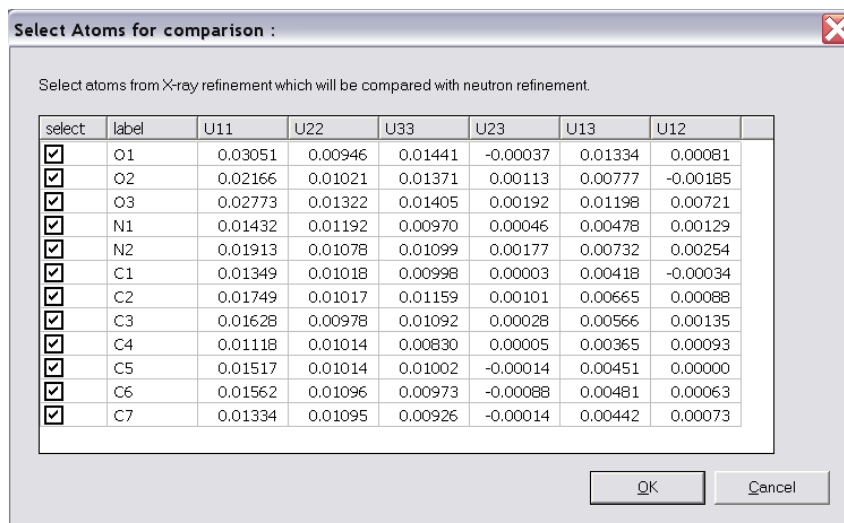 Select Atoms for comparison :
Select atoms from X-ray refinement which will be compared with neutron refinement.
select label U11 U22 U33 U23 U13 U12
O1 0.03051 0.00946 0.01441 -0.00037 0.01334 0.00081
O2 0.02166 0.01021 0.01371 0.00113 0.00777 -0.00185
O3 0.02773 0.01322 0.01405 0.00192 0.01198 0.00721
N1 0.01432 0.01192 0.00970 0.00046 0.00478 0.00129
N2 0.01913 0.01078 0.01099 0.00177 0.00732 0.00254
C1 0.01349 0.01018 0.00998 0.00003 0.00418 -0.00034
C2 0.01749 0.01017 0.01159 0.00101 0.00665 0.00088
C3 0.01628 0.00978 0.01092 0.00028 0.00566 0.00135
C4 0.01118 0.01014 0.00830 0.00005 0.00365 0.00093
C5 0.01517 0.01014 0.01002 -0.00014 0.00451 0.00000
C6 0.01562 0.01096 0.00973 -0.00088 0.00481 0.00063
C7 0.01334 0.01095 0.00926 -0.00014 0.00442 0.00073
OK Cancel